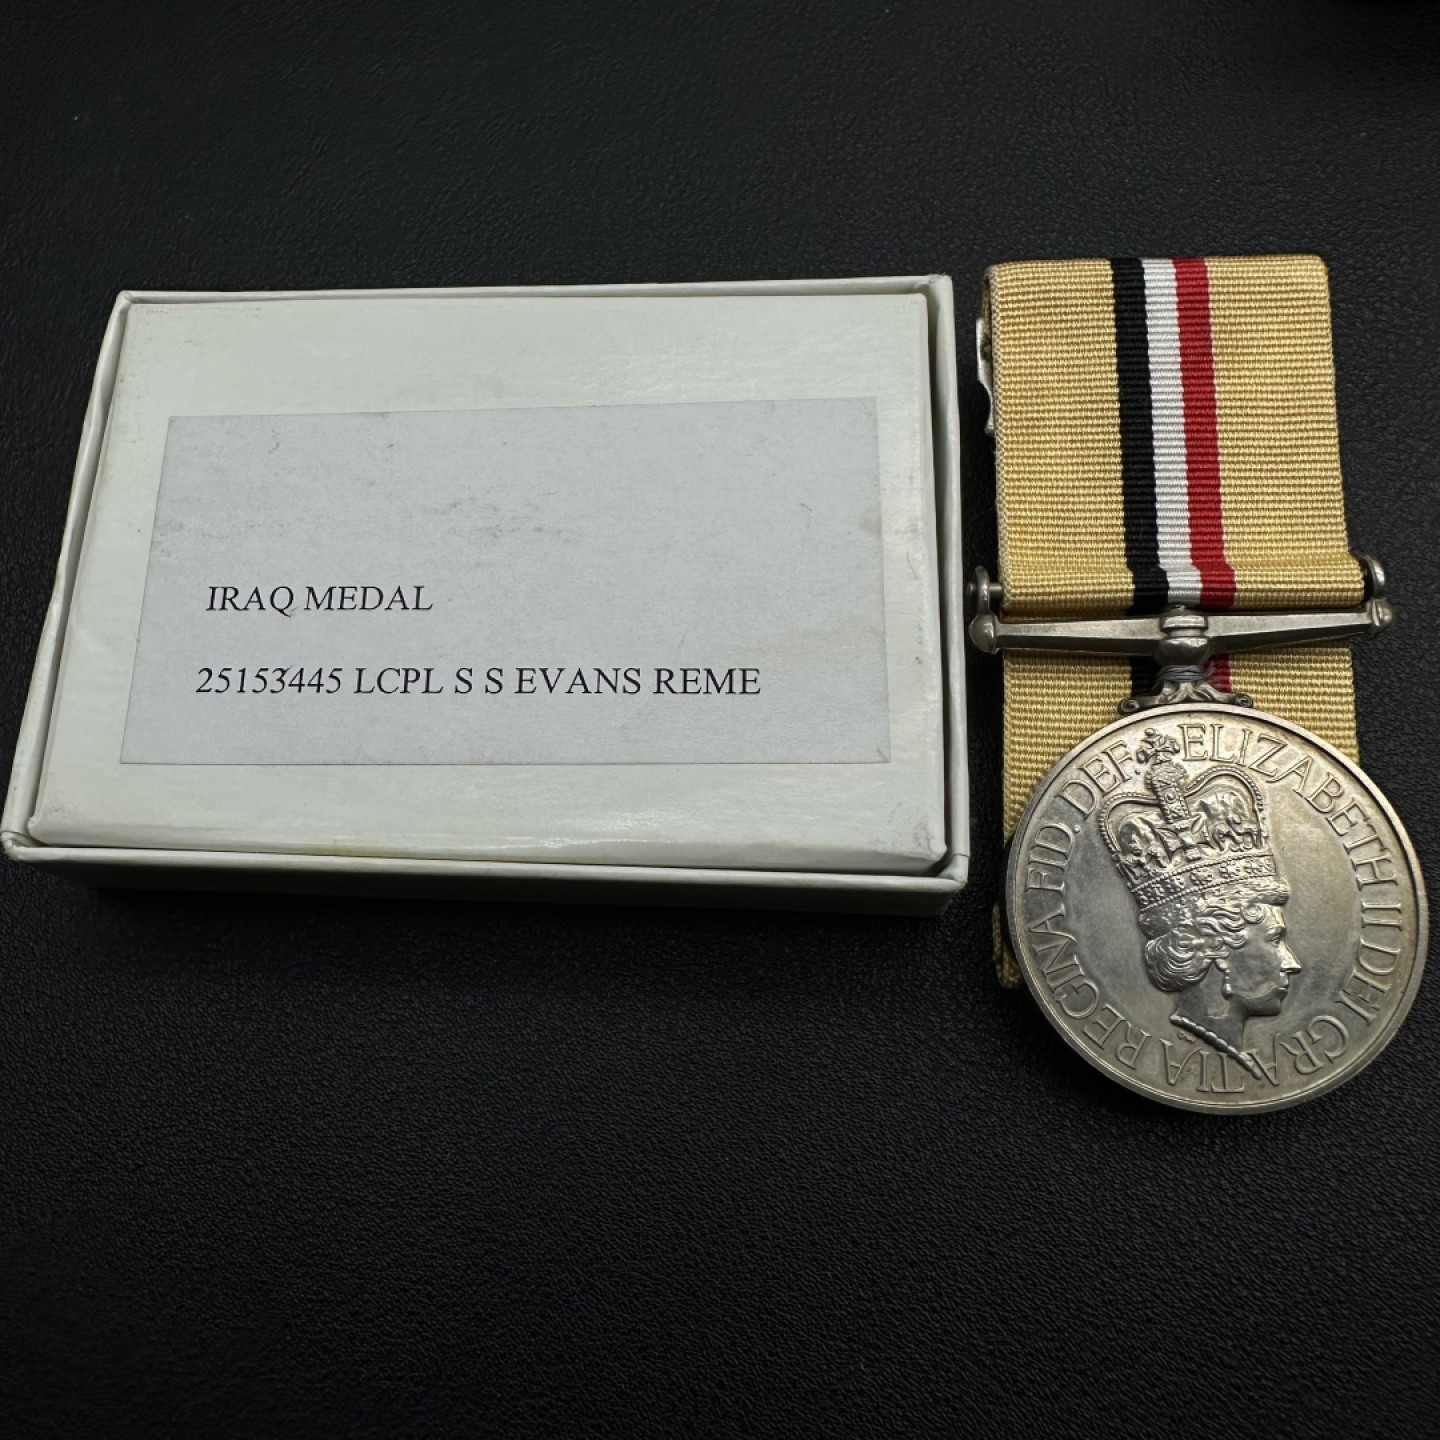 IRAQ MEDAL
25153445 LCPL S S EVANS REME
ELIZABETH II DEI GRATIA REGINA FID. DEF.